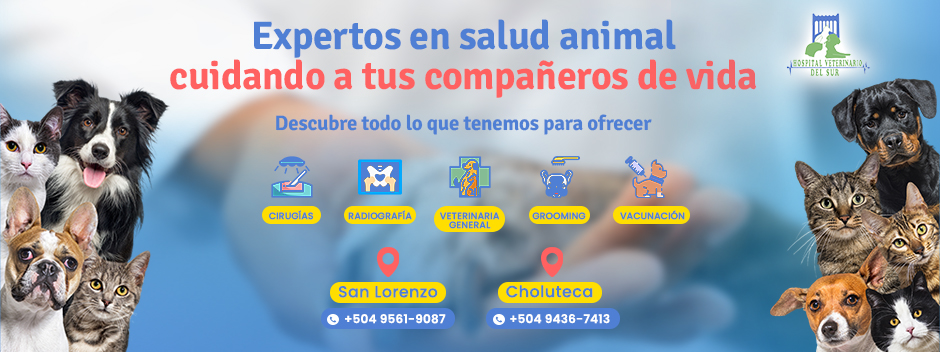 Expertos en salud animal
cuidando a tus compañeros de vida
HOSPITAL VETERINARIO
DEL SUR
Descubre todo lo que tenemos para ofrecer
CIRUGÍAS
RADIOGRAFÍA
VETERINARIA
GENERAL
GROOMING
VACUNACIÓN
San Lorenzo
+504 9561-9087
Choluteca
+504 9436-7413